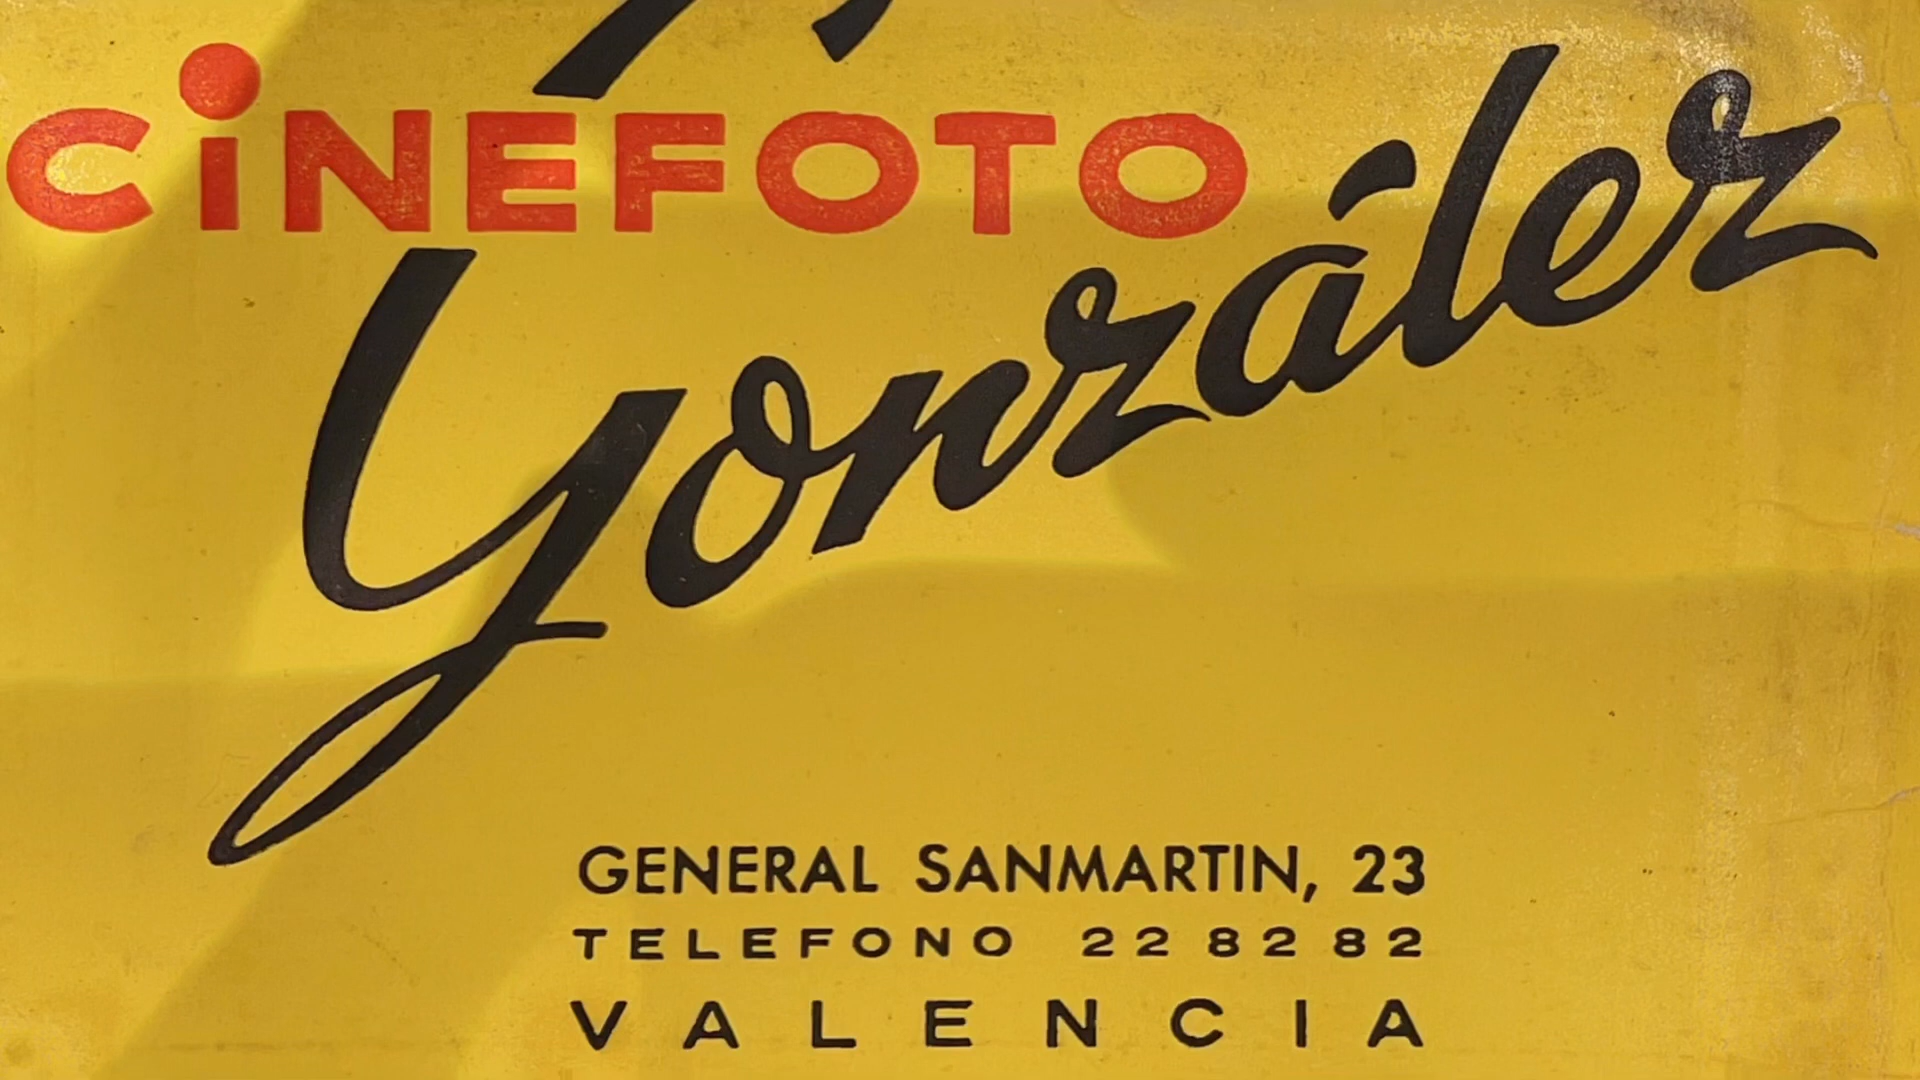 CiNEFOTO
González
GENERAL SANMARTIN, 23
TELEFONO 22 82 82
VALENCIA